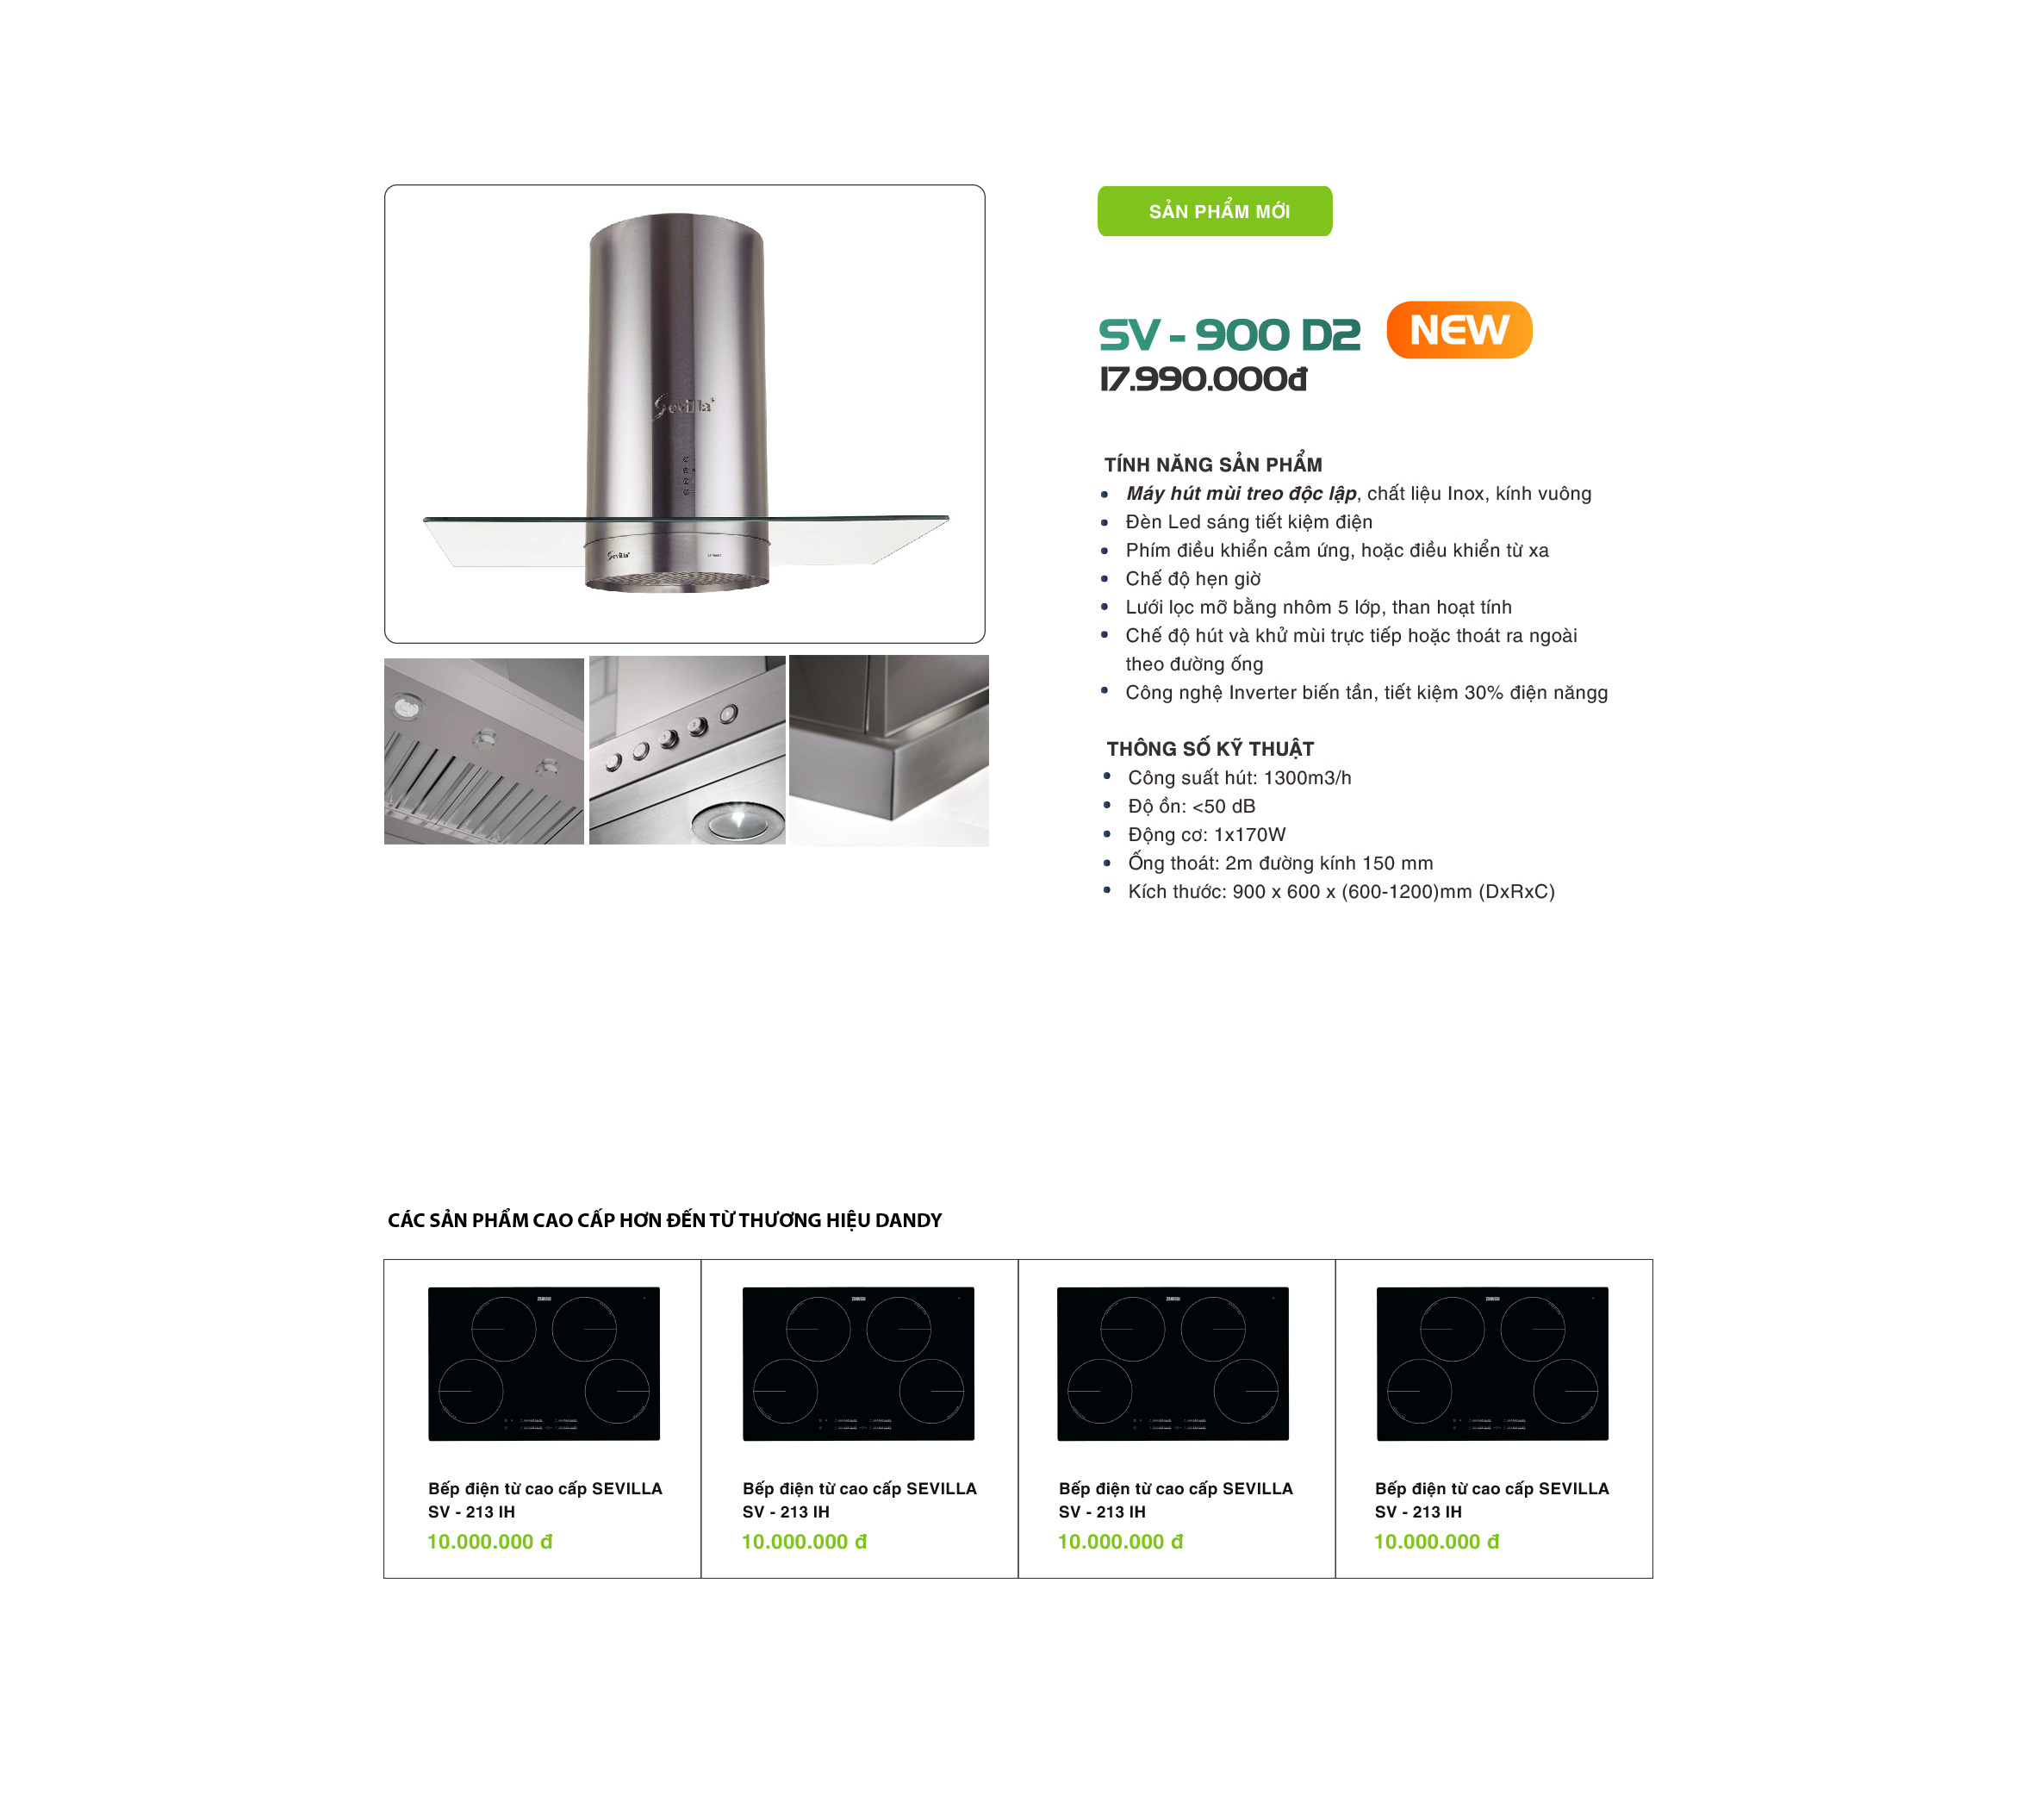 SẢN PHẨM MỚI
SV - 900 D2
NEW
17.990.000đ
Sevilla
Sevilla
TÍNH NĂNG SẢN PHẨM
Máy hút mùi treo độc lập, chất liệu Inox, kính vuông
Đèn Led sáng tiết kiệm điện
Phím điều khiển cảm ứng, hoặc điều khiển từ xa
Chế độ hẹn giờ
Lưới lọc mỡ bằng nhôm 5 lớp, than hoạt tính
Chế độ hút và khử mùi trực tiếp hoặc thoát ra ngoài
theo đường ống
Công nghệ Inverter biến tần, tiết kiệm 30% điện năngg
THÔNG SỐ KỸ THUẬT
Công suất hút: 1300m3/h
Độ ồn: <50 dB
Động cơ: 1x170W
Ống thoát: 2m đường kính 150 mm
Kích thước: 900 x 600 x (600-1200)mm (DxRxC)
CÁC SẢN PHẨM CAO CẤP HƠN ĐẾN TỪ THƯƠNG HIỆU DANDY
Bếp điện từ cao cấp SEVILLA
SV - 213 IH
10.000.000 đ
Bếp điện từ cao cấp SEVILLA
SV - 213 IH
10.000.000 đ
Bếp điện từ cao cấp SEVILLA
SV - 213 IH
10.000.000 đ
Bếp điện từ cao cấp SEVILLA
SV - 213 IH
10.000.000 đ